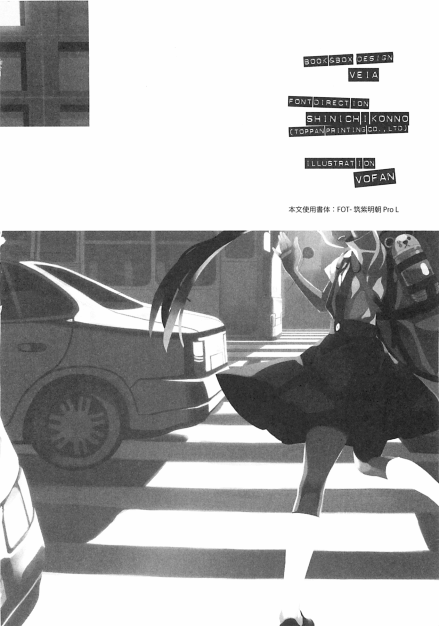 BOOK&BOX DESIGN
VEIA
FONT DIRECTION
SHINICHI KONNO
(TOPPAN PRINTING CO., LTD)
ILLUSTRATION
VOFAN
本文使用書体：FOT-筑紫明朝 Pro L